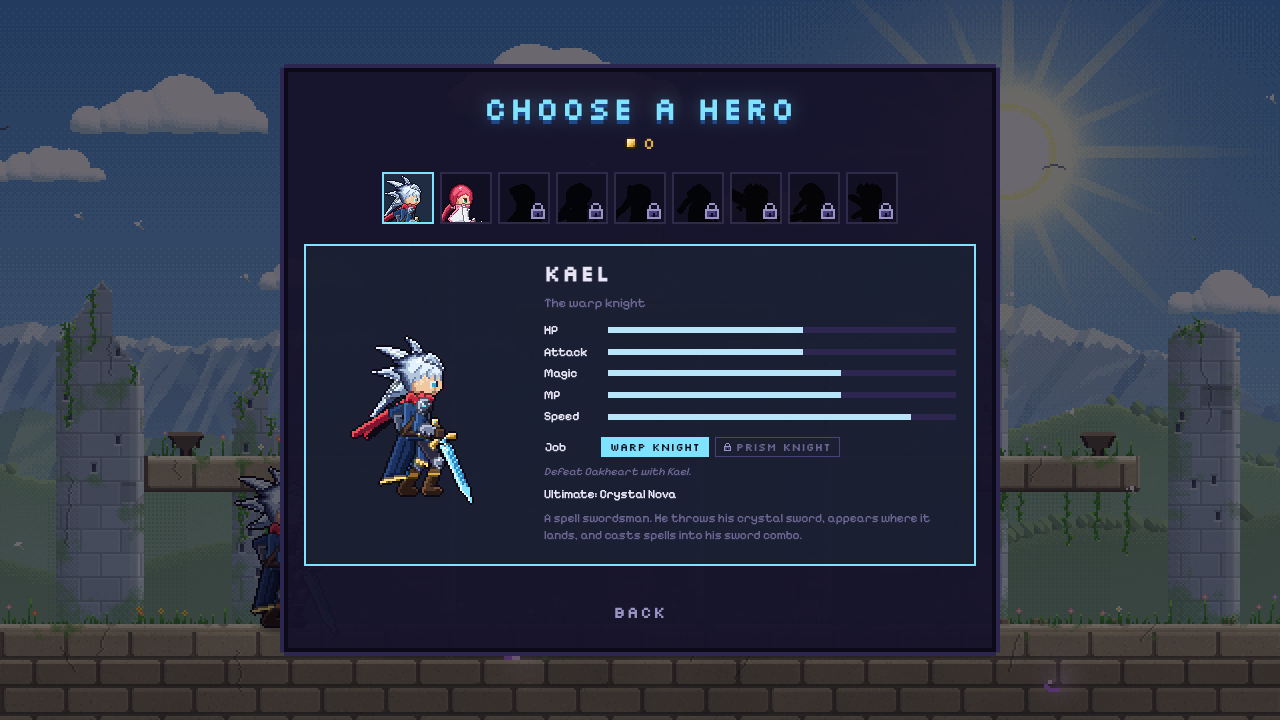 CHOOSE A HERO
0
KAEL
The warp knight
HP
Attack
Magic
MP
Speed
Job WARP KNIGHT PRISM KNIGHT
Defeat Oakheart with Kael.
Ultimate: Crystal Nova
A spell swordsman. He throws his crystal sword, appears where it
lands, and casts spells into his sword combo.
BACK